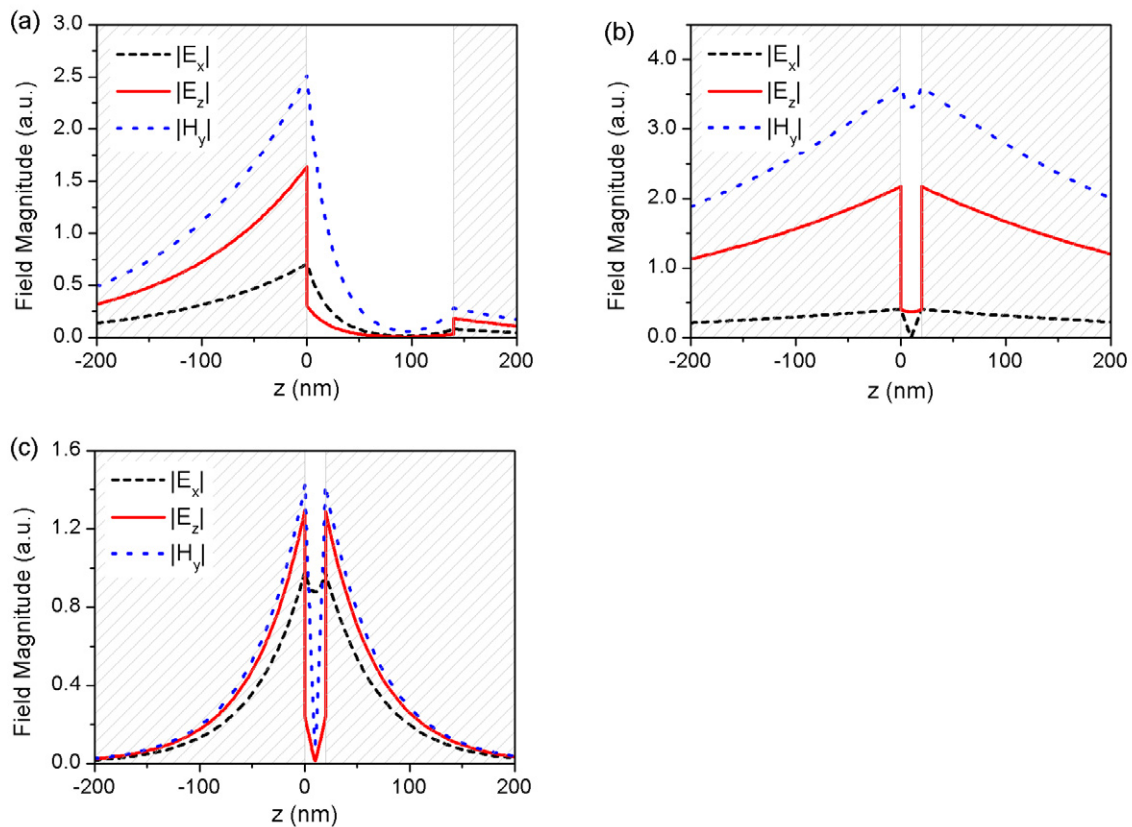 (a)
3.0
2.5
2.0
1.5
1.0
0.5
0.0
-200
-100
0
100
200
z (nm)
Field Magnitude (a.u.)
|Ex|
|Ez|
|Hy|
(b)
4.0
3.0
2.0
1.0
0.0
-200
-100
0
100
200
z (nm)
Field Magnitude (a.u.)
|Ex|
|Ez|
|Hy|
(c)
1.6
1.2
0.8
0.4
0.0
-200
-100
0
100
200
z (nm)
Field Magnitude (a.u.)
|Ex|
|Ez|
|Hy|